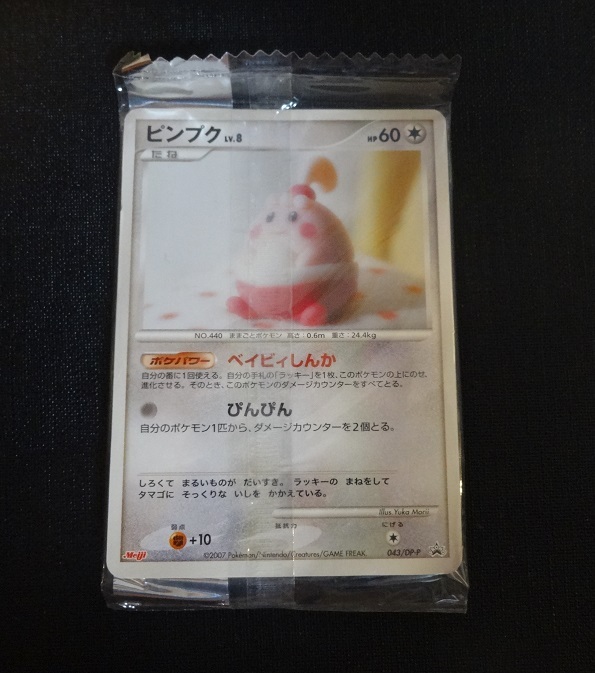 ピンプク LV.8 HP60
たね
NO.440 ままごとポケモン 高さ:0.6m 重さ:24.4kg
ポケパワー ベイビィしんか
自分の番に1回使える。自分の手札の「ラッキー」を1枚、このポケモンの上にのせ、
進化させる。そのとき、このポケモンのダメージカウンターをすべてとる。
ぴんぴん
自分のポケモン1匹から、ダメージカウンターを2個とる。
しろくて まるいものが だいすき。 ラッキーの まねをして
タマゴに そっくりな いしを かかえている。
Illus. Yuka Morii
弱点 抵抗力 にげる
+10
Meiji ©2007 Pokémon/Nintendo/Creatures/GAME FREAK. 043/DP-P